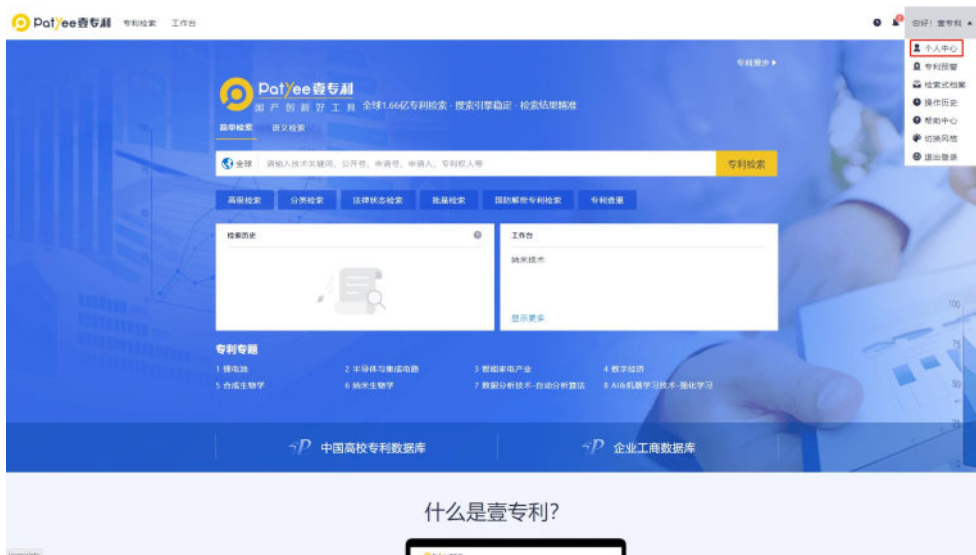 PatYee壹专利 专利检索 工作台
您好！壹专利
个人中心
专利预警
检索式档案
操作历史
帮助中心
切换风格
退出登录
专利漫步
PatYee壹专利
国产创新好工具 全球1.66亿专利检索·搜索引擎稳定·检索结果精准
简单检索 语义检索
全球 请输入技术关键词、公开号、申请号、申请人、专利权人等 专利检索
高级检索 分类检索 法律状态检索 批量检索 国防解密专利检索 专利查重
检索历史 工作台
纳米技术
显示更多
专利专题
1 锂电池 2 半导体与集成电路 3 智能家电产业 4 数字经济
5 合成生物学 6 纳米生物学 7 数据分析技术-自动分析算法 8 AI&机器学习技术-强化学习
100
75
50
25
中国高校专利数据库 企业工商数据库
什么是壹专利?